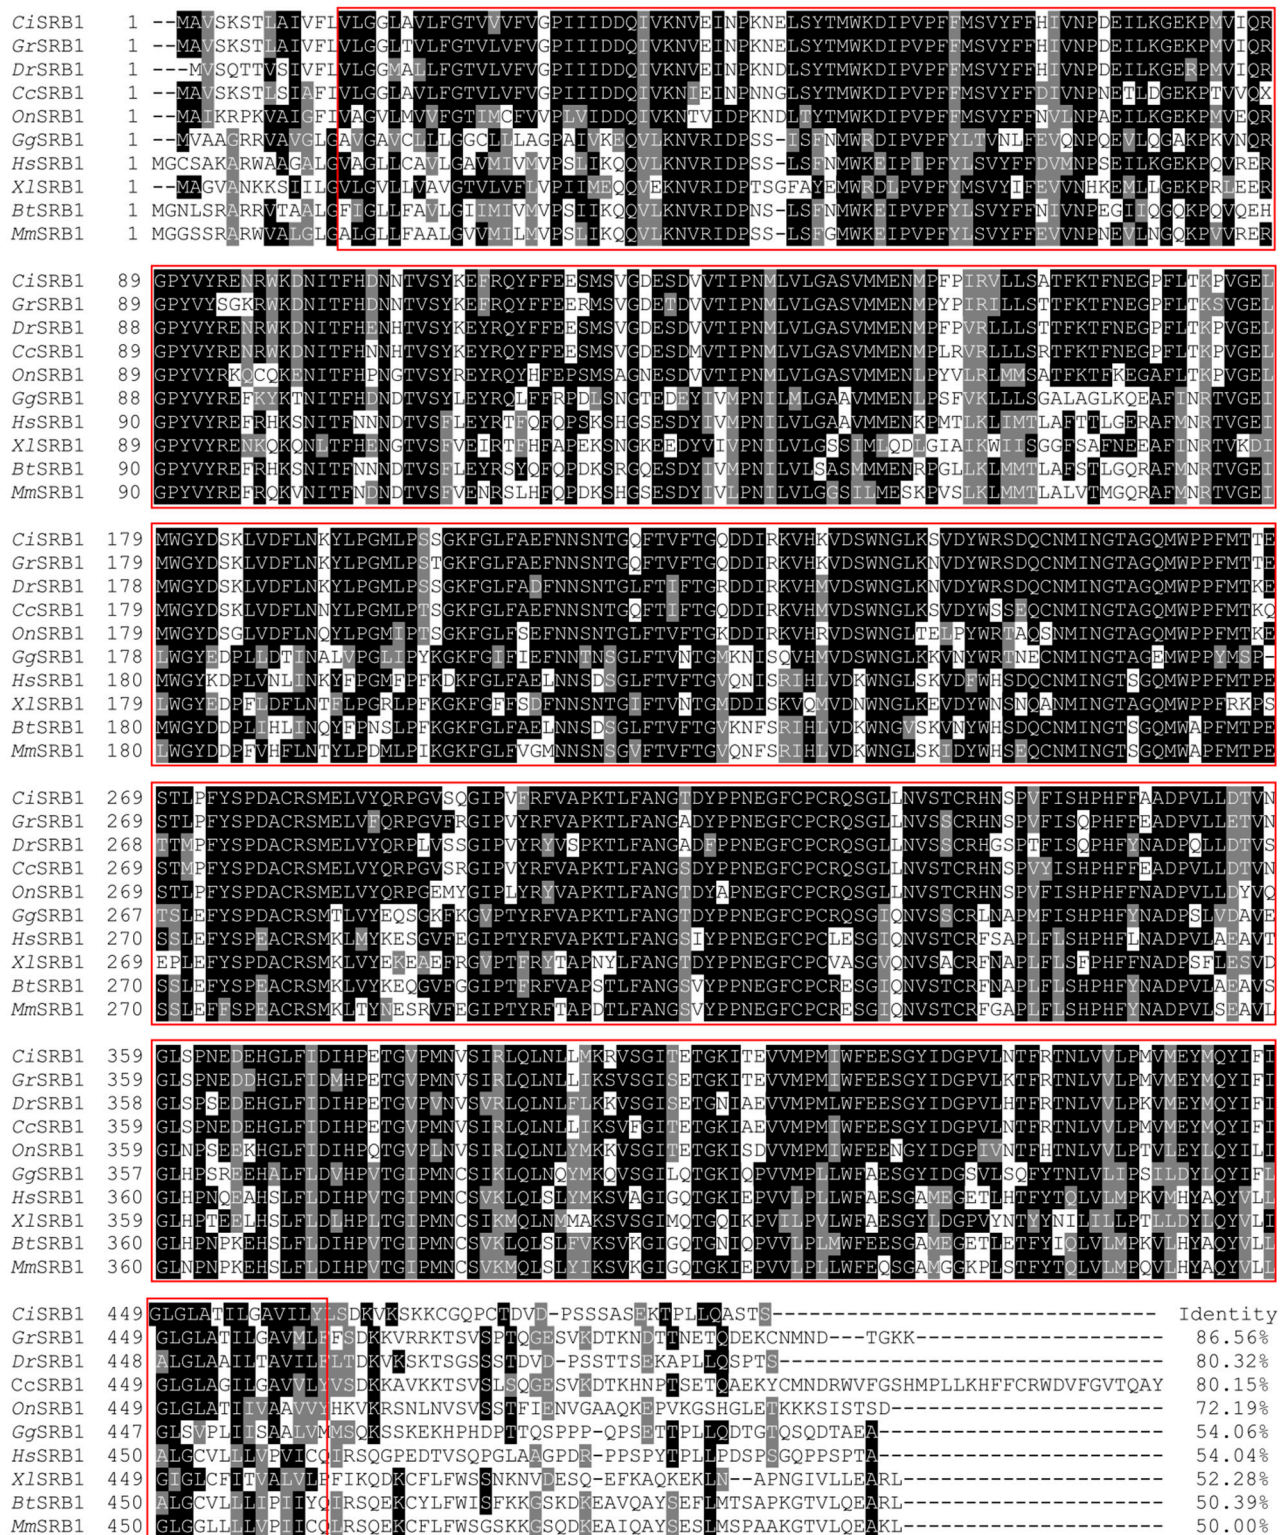 CiSRB1 1 --MAVSKSTLAIVFLVLGGLAVLFGTVVVFVGPIIIDDQIVKNVEINPKNELSYTMWKDIPVPFFMSVYFFHIVNPDEILKGEKPMVIQR
GrSRB1 1 --MAVSKSTLAIVFLVLGGLTVLFGTVLVFVGPIIIDDQIVKNVEINPKNELSYTMWKDIPVPFFMSVYFFHIVNPDEILKGEKPMVIQR
DrSRB1 1 ---MVSQTTVSIVFLVLGGMALLFGTVLVFVGPIIIDDQIVKNVEINPKNDLSYTMWKDIPVPFFMSVYFFHIVNPDEILKGERPMVIQR
CcSRB1 1 --MAVSKSTLSIAFIVLGGLAVLFGTVLVFVGPIIIDDQIVKNIEINPNNGLSYTMWKDIPVPFFMSVYFFDIVNPNETLDGEKPTVVQX
OnSRB1 1 --MAIKRPKVAIGFIVAGVLMVVFGTIMCFVVPLVIDDQIVKNTVIDPKNDLTYTMWKDIPVPFFMSVYFFNVLNPAEILKGEKPMVEQR
GgSRB1 1 --MVAAGRRVAVGLGAVGAVCLLLGGCLLLAGPAIVKEQVLKNVRIDPSS-ISFNMWRDIPVPFYLTVNLFEVQNPQEVLQGAKPKVNQR
HsSRB1 1 MGCSAKARWAAGALGVAGLLCAVLGAVMIVMVPSLIKQQVLKNVRIDPSS-LSFNMWKEIPIPFYLSVYFFDVMNPSEILKGEKPQVRER
XlSRB1 1 --MAGVANKKSIILGVLGVLLVAVGTVLVFLVPIIMEQQVEKNVRIDPTSGFAYEMWRDLPVPFYMSVYIFEVVNHKEMLLGEKPRLEER
BtSRB1 1 MGNLSRARRVTAALGFIGLLFAVLGIIMIVMVPSIIKQQVLKNVRIDPNS-LSFNMWKEIPVPFYLSVYFFNIVNPEGIIQGQKPQVQEH
MmSRB1 1 MGGSSRARWVALGLGALGLLFAALGVVMILMVPSLIKQQVLKNVRIDPSS-LSFGMWKEIPVPFYLSVYFFEVVNPNEVLNGQKPVVRER
CiSRB1 89 GPYVYRENRWKDNITFHDNNTVSYKEFRQYFFEESMSVGDESDVVTIPNMLVLGASVMMENMPFPIRVLLSATFKTFNEGPFLTKPVGEL
GrSRB1 89 GPYVYSGKRWKDNITFHDNNTVSYKEFRQYFFEERMSVGDETDVVTIPNMLVLGASVMMENMPYPIRILLSTTFKTFNEGPFLTKSVGEL
DrSRB1 88 GPYVYRENRWKDNITFHENHTVSYKEYRQYFFEESMSVGDESDVVTIPNMLVLGASVMMENMPFPVRLLLSTTFKTFNEGPFLTKPVGEL
CcSRB1 89 GPYVYRENRWKDNITFHNNHTVSYKEYRQYFFEESMSVGDESDMVTIPNMLVLGASVMMENMPLRVRLLLSRTFKTFNEGPFLTKPVGEL
OnSRB1 89 GPYVYRKQCQKENITFHPNGTVSYREYRQYHFEPSMSAGNESDVVTIPNMLVLGASVMMENLPVLRLMMSATFKTFKEGAFLTKPVGEL
GgSRB1 88 GPYVYREFKYKTNITFHDNDTVSYLEYRQLFFRPDLSNGTEDEYIVMPNILMLGAAVMMENLPSFVKLLLSGALAGLKQEAFINRTVGEI
HsSRB1 90 GPYVYREFRHKSNITFNNNDTVSFLEYRTFQFQPSKSHGSESDYIVMPNILVLGAAVMMENKPMTLKLIMTLAFTTLGERAFMNRTVGEI
XlSRB1 89 GPYVYRENKQKQNLTFHENGTVSYVEIRTFHFAPEKSNGKEEDYVIVPNILVLGSSIMLQDLGIAIKWIISGGFSAFNEEAFINRTVKDI
BtSRB1 90 GPYVYREFRHKSNITFNNNDTVSFLEYRSYQFQPDKSRGQESDYIVMPNILVLSASMMMENRPGLLKLMMTLAFSTLGQRAFMNRTVGEI
MmSRB1 90 GPYVYREFRQKVNITFNDNDTVSFVENRSLHFQPDKSHGSESDYIVLPNILVLGGSILMESKPVSLKLMMTLALVTMGQRAFMNRTVGEI
CiSRB1 179 MWGYDSKLVDFLNKYLPGMLPSSGKFGLFAEFNNSNTGQFTVFTGQDDIRKVHKVDSWNGLKSVDYWRSDQCNMINGTAGQMWPPFMTTE
GrSRB1 179 MWGYDSKLVDFLNKYLPGMLPSTGKFGLFAEFNNSNTGQFTVFTGQDDIRKVHKVDSWNGLKNVDYWRSDQCNMINGTAGQMWPPFMTTE
DrSRB1 178 MWGYDSKLVDFLNKYLPGMLPSSGKFGLFADFNNSNTGLFTIFTGRDDIRKVHMVDSWNGLKNVDYWRSDQCNMINGTAGQMWPPFMTKE
CcSRB1 179 MWGYDSKLVDFLNNYLPGMLPTSGKFGLFAEFNNSNTGQFTIFTGQDDIRKVHMVDSWNGLKSVDYWSSEQCNMINGTAGQMWPPFMTKQ
OnSRB1 179 MWGYDSGLVDFLNQYLPGMIPTSGKFGLFSEFNNSNTGLFTVFTGKDDIRKVHRVDSWNGLTELPYWRTAQSNMINGTAGQMWPPFMTKE
GgSRB1 178 LWGYEDPLLDTINALVPGLIPYKGKFGIFIEFNNTNSGLFTVNTGMKNISQVHMVDSWNGLKKVNYWRTNECNMINGTAGEMWPPYMSP-
HsSRB1 180 MWGYKDPLVNLINKYFPGMFPFKDKFGLFAELNNSDSGLFTVFTGVQNISRIHLVDKWNGLSKVDFWHSDQCNMINGTSGQMWPPFMTPE
XlSRB1 179 LWGYEDPFLDFLNTFLPGRLPFKGKFGFFSDFNNSNTGIFTVNTGMDDISKVQMVDNWNGLKEVDYWNSNQANMINGTAGQMWPPFRKPS
BtSRB1 180 MWGYDDPLIHLINQYFPNSLPFKGKFGLFAELNNSDSGLFTVFTGVKNFSRIHLVDKWNGVSKVNYWHSDQCNMINGTSGQMWAPFMTPE
MmSRB1 180 LWGYDDPFVHFLNTYLPDMLPIKGKFGLFVGMNNSNSGVFTVFTGVQNFSRIHLVDKWNGLSKIDYWHSEQCNMINGTSGQMWAPFMTPE
CiSRB1 269 STLPFYSPDACRSMELVYQRPGVSQGIPVFRFVAPKTLFANGTDYPPNEGFCPCRQSGLLNVSTCRHNSPVFISHPHFFAADPVLLDTVN
GrSRB1 269 STLPFYSPDACRSMELVFQRPGVFRGIPVYRFVAPKTLFANGADYPPNEGFCPCRQSGLLNVSSCRHNSPVFISQPHFFEADPVLLETVN
DrSRB1 268 TTMPFYSPDACRSMELVYQRPLVSSGIPVYRYVSPKTLFANGADFPPNEGFCPCRQSGLLNVSSCRHGSPTFISQPHFYNADPQLLDTVS
CcSRB1 269 STMPFYSPDACRSMELVYQRPGVSRGIPVYRFVAPKTLFANGSDYPPNEGFCPCRQSGLLNVSTCRHNSPVYISHPHFFEADPVLLDTVN
OnSRB1 269 STLPFYSPDACRSMELVYQRPGEMYGIPLYRYVAPKTLFANGTDYAPNEGFCPCRQSGLLNVSTCRHNSPVFISHPHFFNADPVLLDYVQ
GgSRB1 267 TSLEFYSPDACRSMTLVYEQSGKFKGVPTYRFVAPKTLFANGTDYPPNEGFCPCRQSGIQNVSSCRLNAPMFISHPHFYNADPSLVDAVE
HsSRB1 270 SSLEFYSPEACRSMKLMYKESGVFEGIPTYRFVAPKTLFANGSIYPPNEGFCPCLESGIQNVSTCRFSAPLFLSHPHFLNADPVLAEAVT
XlSRB1 269 EPLEFYSPDACRSMKLVYEKEAEFRGVPTFRYTAPNYLFANGTDYPPNEGFCPCVASGVQNVSACRFNAPLFLSFPHFYNADPSFLESVD
BtSRB1 270 SSLEFYSPEACRSMKLVYKEQGVFGGIPTFRFVAPSTLFANGSVYPPNEGFCPCRESGIQNVSTCRFNAPLFLSHPHFYNADPVLAEAVS
MmSRB1 270 SSLEFFSPEACRSMKLTYNESRVFEGIPTYRFTAPDTLFANGSVYPPNEGFCPCRESGIQNVSTCRFGAPLFLSHPHFYNADPVLSEAVL
CiSRB1 359 GLSPNEDEHGLFIDIHPETGVPMNVSIRLQLNLLMKRVSGITETGKITEVVMPMIWFEESGYIDGPVLNTFRTNLVVLPMVMEYMQYIFI
GrSRB1 359 GLSPNEDDHGLFIDMHPETGVPMNVSIRLQLNLLIKSVSGISETGKITEVVMPMIWFEESGYIDGPVLKTFRTNLVVLPMVMEYMQYIFI
DrSRB1 358 GLSPSEDEHGLFIDIHPETGVPVNVSVRLQLNLFLKKVSGISETGNIAEVVMPMLWFEESGYIDGPVLHTFRTNLVVLPKVMEYMQYIFI
CcSRB1 359 GLSPNEDEHGLFIDIHPETGVPMNVSIRLQLNLLIKSVFGITETGKIAEVVMPMIWFEESGYIDGPVLNTFRTNLVVLPMVMEYMQYIFI
OnSRB1 359 GLNPSEEKHGLFIDIHPQTGVPLNVSIRLQLNLYMKKVSGITETGKISDVVMPMIWFEENGYIDGPIVNTFHTNLVVLPTVLEYLQYILI
GgSRB1 357 GLHPSREEHALFLDVHPVTGIPMNCSIKLQLNQYMKQVSGILQTGKIQPVVMPLLWFAESGYIDGSVLSQFYTNLVLIPSILDYLQYIFL
HsSRB1 360 GLHPNQEAHSLFLDIHPVTGIPMNCSVKLQLSLYMKSVAGIGQTGKIEPVVLPLLWFAESGAMEGETLHTFYTQLVLMPKVMHYAQYVLL
XlSRB1 359 GLHPTEELHSLFLDLHPLTGIPMNCSIKMQLNMMAKSVSGIMQTGQIKPVILPVLWFAESGYLDGPVYNTYYNILILLPTLLDYLQYVLI
BtSRB1 360 GLHPNPKEHSLFLDIHPVTGIPMNCSVKLQLSLFVKSVKGIGQTGNIQPVVLPLMWFEESGAMEGETLETFYIQLVLMPKVLHYAQYVLL
MmSRB1 360 GLNPNPKEHSLFLDIHPVTGIPMNCSVKMQLSLYIKSVKGIGQTGKIEPVVLPLLWFEQSGAMGGKPLSTFYTQLVLMPQVLHYAQYVLL
CiSRB1 449 GLGLATILGAVILYLSDKVKSKKCGQPCTDVD-PSSSASEKTPLLQASTS------------------------------- Identity
GrSRB1 449 GLGLATILGAVMLFFSDKKVRRKTSVSPTQGESVKDTKNDTTNETQDEKCNMND---TGKK-------------------- 86.56%
DrSRB1 448 ALGLAAILTAVILFLTDKVKSKTSGSSSTDVD-PSSTTSEKAPLLQSPTS------------------------------- 80.32%
CcSRB1 449 GLGLAGILGAVVLYVSDKKAVKKTSVSLSQGESVKDTKHNPTSETQAEKYCMNDRWVFGSHMPLLKHFFCRWDVFGVTQAY 80.15%
OnSRB1 449 GLGLATIIVAAVVYHKVKRSNLNVSVSSTFIENVGAAQKEPVKGSHGLETKKKSISTSD---------------------- 72.19%
GgSRB1 447 GLSVPLIISAALVMMSQKSSKEKHPHDPTTQSPPP-QPSETTPLLQDTGTQSQDTAEA----------------------- 54.06%
HsSRB1 450 ALGCVLLLVPVICQIRSQGPEDTVSQPGLAAGPDR-PPSPYTPLLPDSPSGQPPSPTA----------------------- 54.04%
XlSRB1 449 GIGLCFITVALVLPFIKQDKCFLFWSSNKNVDESQ-EFKAQKEKLN--APNGIVLLEARL--------------------- 52.28%
BtSRB1 450 ALGCVLLLLIPIIYQIRSQEKCYLFWISFKKGSKDKEAVQAYSEFLMTSAPKGTVLQEARL-------------------- 50.39%
MmSRB1 450 GLGGLLLLVPIICQLRSQEKCFLFWSGSKKGSQDKEAIQAYSESLMSPAAKGTVLQEAKL--------------------- 50.00%